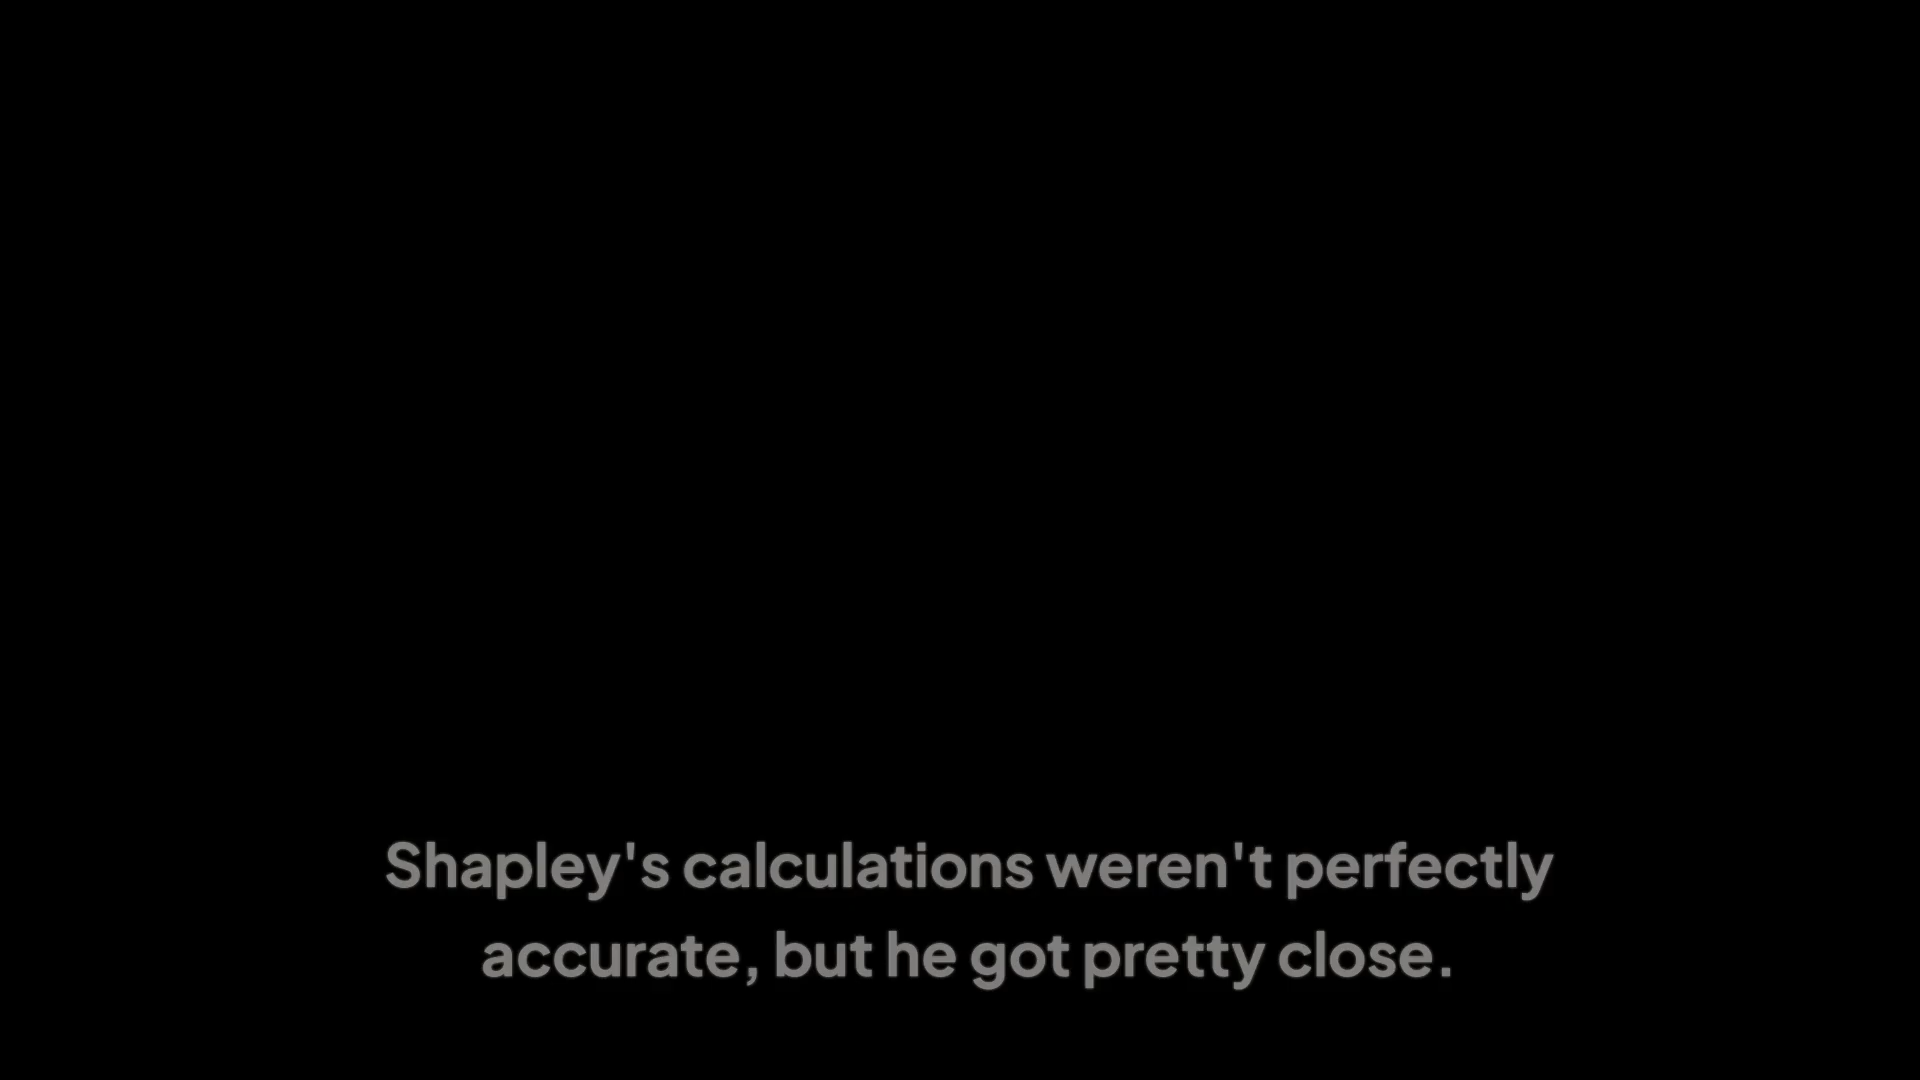 Shapley's calculations weren't perfectly
accurate, but he got pretty close.